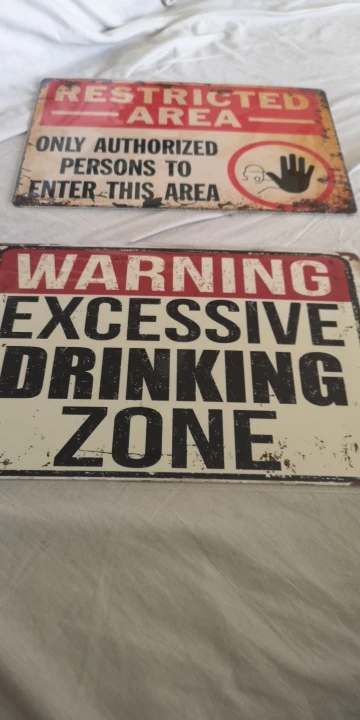 RESTRICTED
AREA
ONLY AUTHORIZED
PERSONS TO
ENTER THIS AREA
WARNING
EXCESSIVE
DRINKING
ZONE